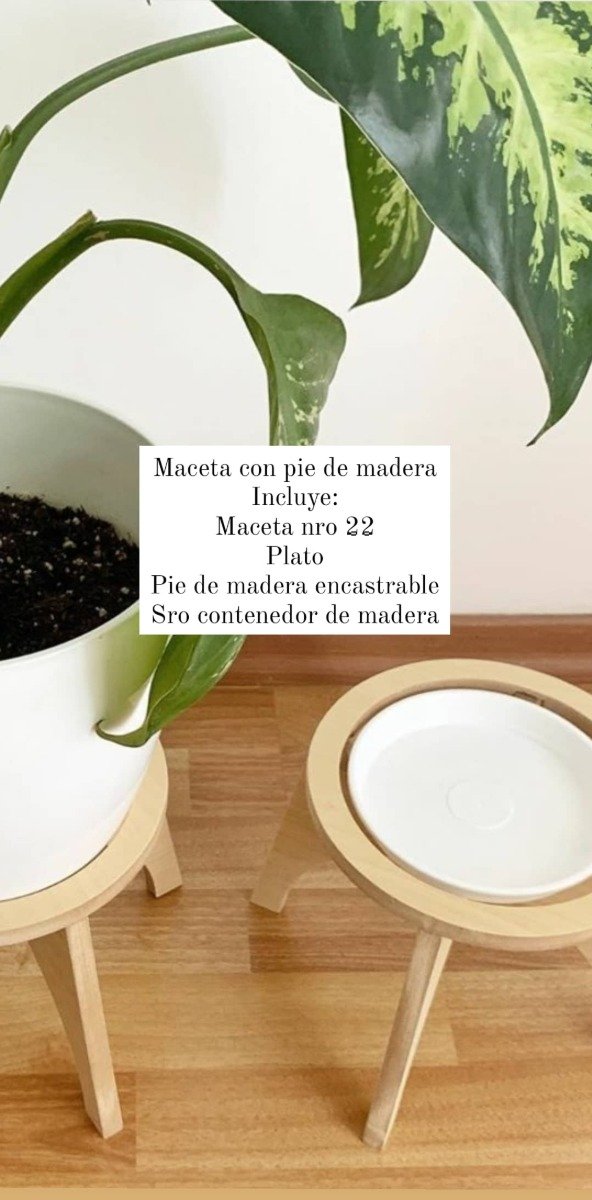 Maceta con pie de madera
Incluye:
Maceta nro 22
Plato
Pie de madera encastrable
Sro contenedor de madera